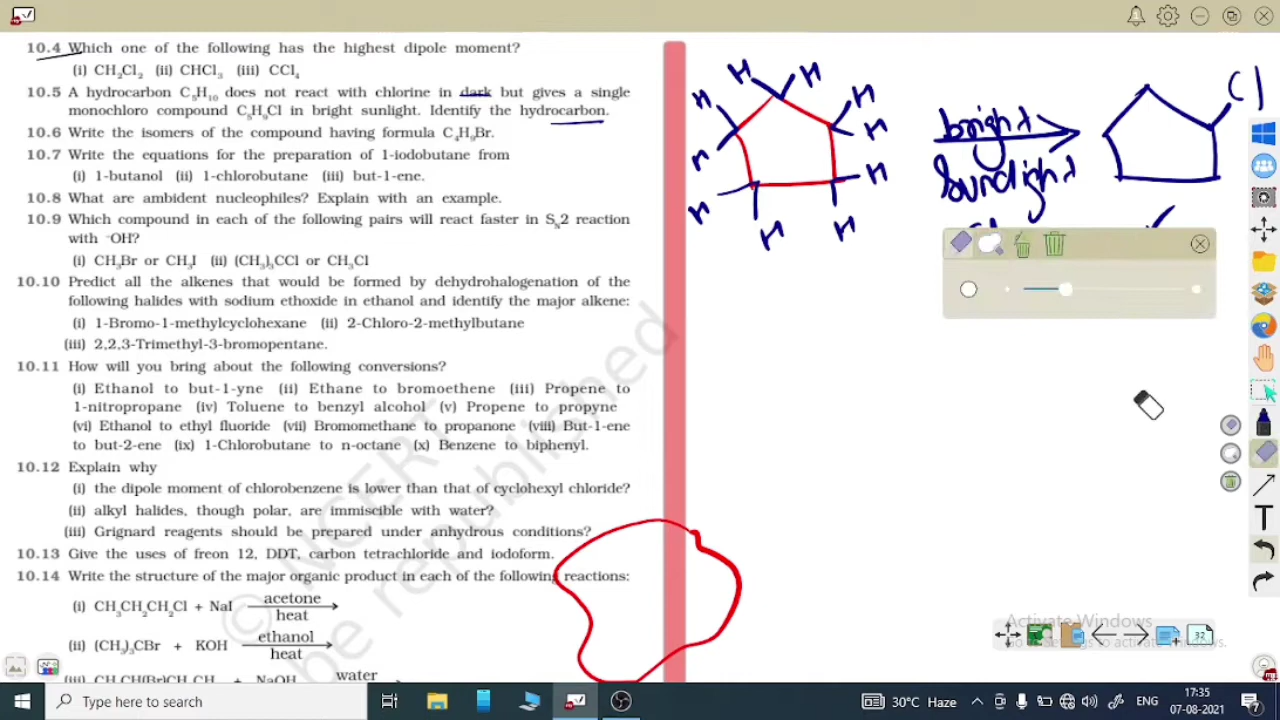 10.4 Which one of the following has the highest dipole moment?
(i) CH₂Cl₂ (ii) CHCl₃ (iii) CCl₄
10.5 A hydrocarbon C₅H₁₀ does not react with chlorine in dark but gives a single
monochloro compound C₅H₉Cl in bright sunlight. Identify the hydrocarbon.
10.6 Write the isomers of the compound having formula C₄H₉Br.
10.7 Write the equations for the preparation of 1-iodobutane from
(i) 1-butanol (ii) 1-chlorobutane (iii) but-1-ene.
10.8 What are ambident nucleophiles? Explain with an example.
10.9 Which compound in each of the following pairs will react faster in SN2 reaction
with ⁻OH?
(i) CH₃Br or CH₃I (ii) (CH₃)₃CCl or CH₃Cl
10.10 Predict all the alkenes that would be formed by dehydrohalogenation of the
following halides with sodium ethoxide in ethanol and identify the major alkene:
(i) 1-Bromo-1-methylcyclohexane (ii) 2-Chloro-2-methylbutane
(iii) 2,2,3-Trimethyl-3-bromopentane.
10.11 How will you bring about the following conversions?
(i) Ethanol to but-1-yne (ii) Ethane to bromoethene (iii) Propene to
1-nitropropane (iv) Toluene to benzyl alcohol (v) Propene to propyne
(vi) Ethanol to ethyl fluoride (vii) Bromomethane to propanone (viii) But-1-ene
to but-2-ene (ix) 1-Chlorobutane to n-octane (x) Benzene to biphenyl.
10.12 Explain why
(i) the dipole moment of chlorobenzene is lower than that of cyclohexyl chloride?
(ii) alkyl halides, though polar, are immiscible with water?
(iii) Grignard reagents should be prepared under anhydrous conditions?
10.13 Give the uses of freon 12, DDT, carbon tetrachloride and iodoform.
10.14 Write the structure of the major organic product in each of the following reactions:
(i) CH₃CH₂CH₂Cl + NaI acetone
heat
(ii) (CH₃)₃CBr + KOH ethanol
heat
water
© NCERT
be republished
H H
H H
H H
H H
H H
bright
Sunlight
Cl
Activate Windows
to activate Windows.
32
T
Type here to search
30°C Haze
ENG
17:35
07-08-2021
7